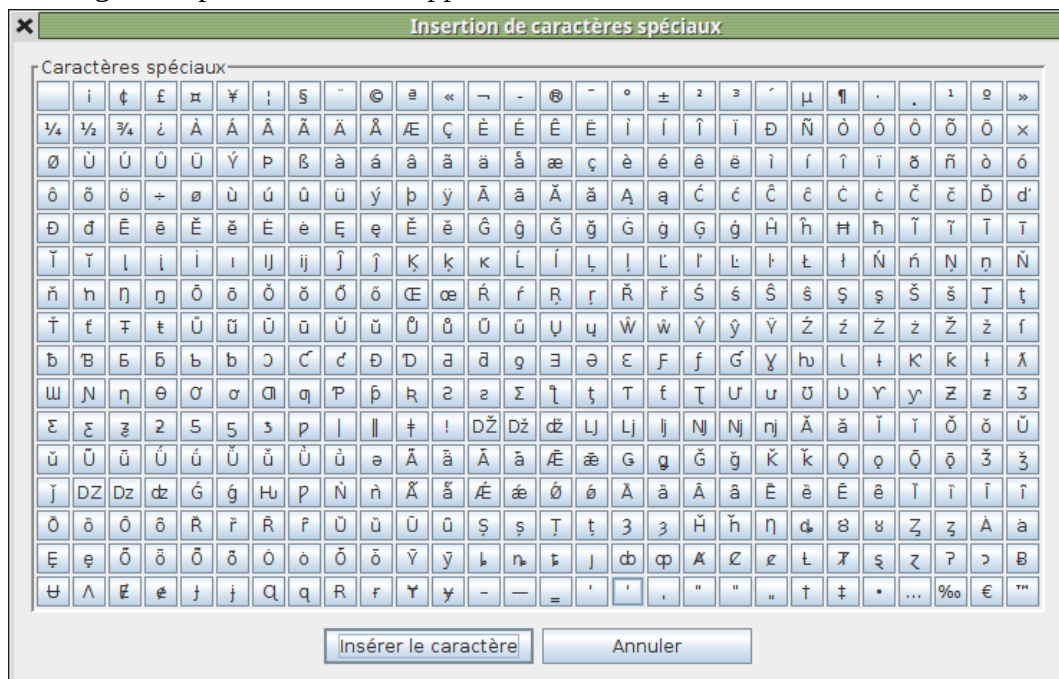 Insertion de caractères spéciaux
Caractères spéciaux
¡ ¢ £ ¤ ¥ ¦ § ¨ © ª « ¬ - ® ¯ ° ± ² ³ ´ µ ¶ · ¸ ¹ º »
¼ ½ ¾ ¿ À Á Â Ã Ä Å Æ Ç È É Ê Ë Ì Í Î Ï Ð Ñ Ò Ó Ô Õ Ö ×
Ø Ù Ú Û Ü Ý Þ ß à á â ã ä å æ ç è é ê ë ì í î ï ð ñ ò ó
ô õ ö ÷ ø ù ú û ü ý þ ÿ Ā ā Ă ă Ą ą Ć ć Ĉ ĉ Ċ ċ Č č Ď ď
Đ đ Ē ē Ĕ ĕ Ė ė Ę ę Ě ě Ĝ ĝ Ğ ğ Ġ ġ Ģ ģ Ĥ ĥ Ħ ħ Ĩ ĩ Ī ī
Ĭ ĭ Į į İ ı Ĳ ĳ Ĵ ĵ Ķ ķ ĸ Ĺ ĺ Ļ ļ Ľ ľ Ŀ ŀ Ł ł Ń ń Ņ ņ Ň
ň ŉ Ŋ ŋ Ō ō Ŏ ŏ Ő ő Œ œ Ŕ ŕ Ŗ ŗ Ř ř Ś ś Ŝ ŝ Ş ş Š š Ţ ţ
Ť ť Ŧ ŧ Ũ ũ Ū ū Ŭ ŭ Ů ů Ű ű Ų ų Ŵ ŵ Ŷ ŷ Ÿ Ź ź Ż ż Ž ž ſ
ƀ Ɓ Ƃ ƃ Ƅ ƅ Ɔ Ƈ ƈ Ɖ Ɗ Ƌ ƌ ƍ Ǝ Ə Ɛ Ƒ ƒ Ɠ Ɣ ƕ Ɩ Ɨ Ƙ ƙ ƚ ƛ
Ɯ Ɲ ƞ Ɵ Ơ ơ Ƣ ƣ Ƥ ƥ Ʀ Ƨ ƨ Ʃ ƪ ƫ Ƭ ƭ Ʈ Ư ư Ʊ Ʋ Ƴ ƴ Ƶ ƶ Ʒ
Ƹ ƹ ƺ ƻ Ƽ ƽ ƾ ƿ ǀ ǁ ǂ ǃ Ǆ ǅ ǆ Ǉ ǈ ǉ Ǌ ǋ ǌ Ǎ ǎ Ǐ ǐ Ǒ ǒ Ǔ
ǔ Ǖ ǖ Ǘ ǘ Ǚ ǚ Ǜ ǜ ǝ Ǟ ǟ Ǡ ǡ Ǣ ǣ Ǥ ǥ Ǧ ǧ Ǩ ǩ Ǫ ǫ Ǭ ǭ Ǯ ǯ
ǰ Ǳ ǲ ǳ Ǵ ǵ Ƕ Ƿ Ǹ ǹ Ǻ ǻ Ǽ ǽ Ǿ ǿ Ȁ ȁ Ȃ ȃ Ȅ ȅ Ȇ ȇ Ȉ ȉ Ȋ ȋ
Ȍ ȍ Ȏ ȏ Ȑ ȑ Ȓ ȓ Ȕ ȕ Ȗ ȗ Ș ș Ț ț Ȝ ȝ Ȟ ȟ Ƞ ȡ Ȣ ȣ Ȥ ȥ Ȧ ȧ
Ȩ ȩ Ȫ ȫ Ȭ ȭ Ȯ ȯ Ȱ ȱ Ȳ ȳ ȴ ȵ ȶ ȷ ȸ ȹ Ⱥ Ȼ ȼ Ƚ Ⱦ ȿ ɀ Ɂ ɂ Ƀ
Ʉ Ʌ Ɇ ɇ Ɉ ɉ Ɋ ɋ Ɍ ɍ Ɏ ɏ – — ‗ ‘ ’ ‚ “ ” „ † ‡ • … ‰ € ™
Insérer le caractère Annuler